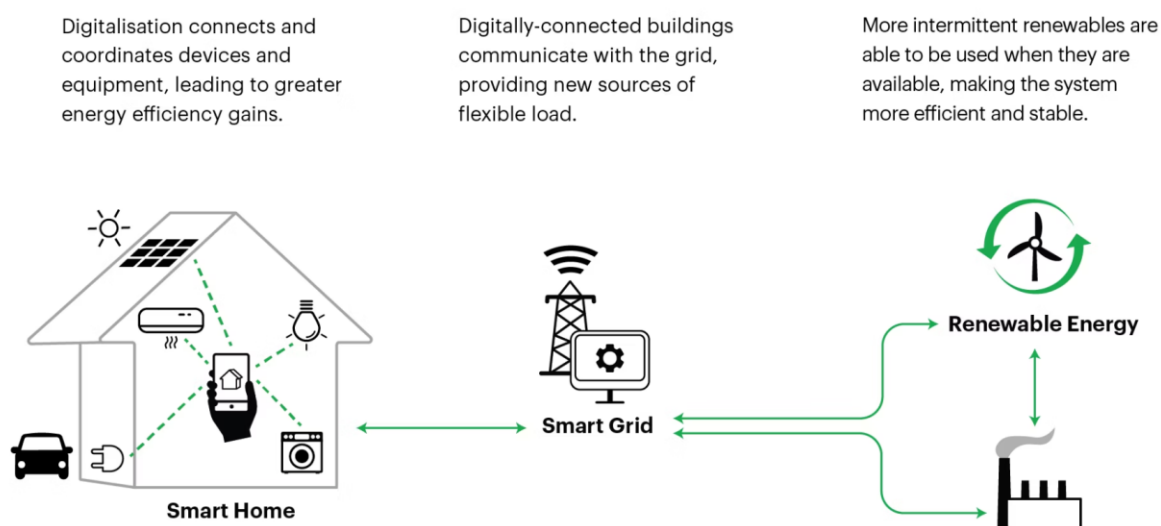 Digitalisation connects and
coordinates devices and
equipment, leading to greater
energy efficiency gains.
Digitally-connected buildings
communicate with the grid,
providing new sources of
flexible load.
More intermittent renewables are
able to be used when they are
available, making the system
more efficient and stable.
Renewable Energy
Smart Grid
Smart Home